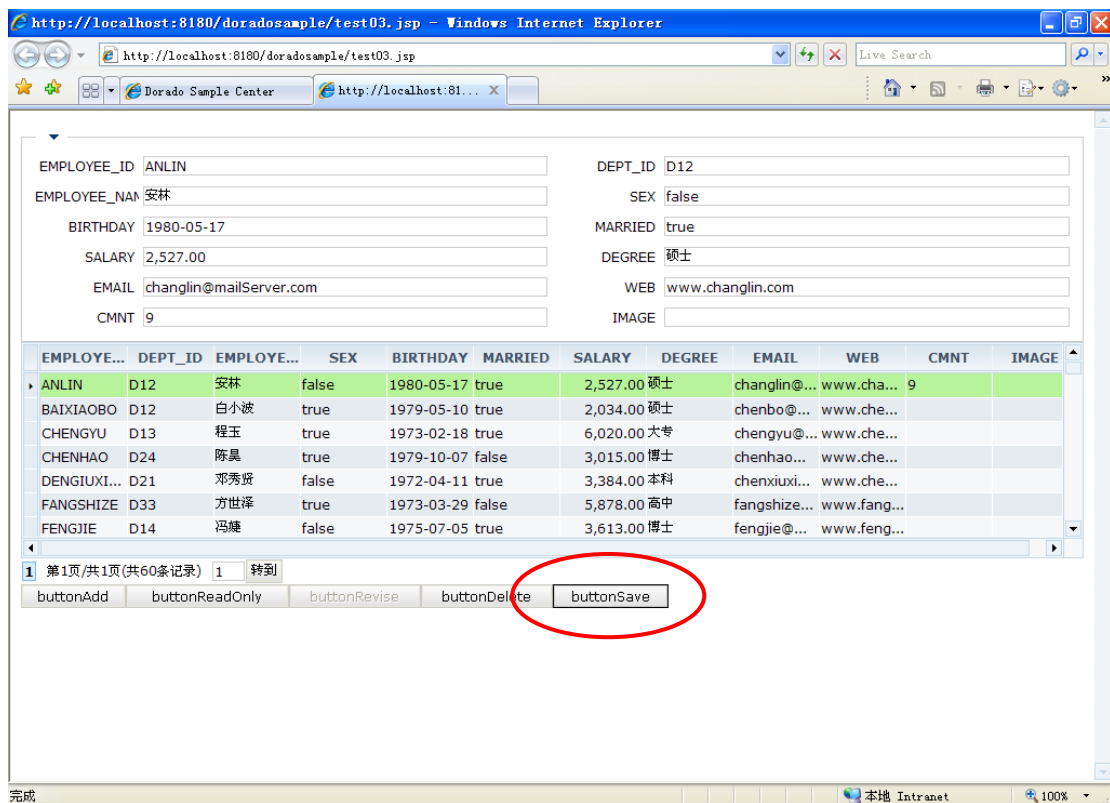 http://localhost:8180/doradosample/test03.jsp - Windows Internet Explorer
http://localhost:8180/doradosample/test03.jsp Live Search
Dorado Sample Center http://localhost:81... X »
EMPLOYEE_ID ANLIN DEPT_ID D12
EMPLOYEE_NAM 安林 SEX false
BIRTHDAY 1980-05-17 MARRIED true
SALARY 2,527.00 DEGREE 硕士
EMAIL changlin@mailServer.com WEB www.changlin.com
CMNT 9 IMAGE
EMPLOYE... DEPT_ID EMPLOYE... SEX BIRTHDAY MARRIED SALARY DEGREE EMAIL WEB CMNT IMAGE
ANLIN D12 安林 false 1980-05-17 true 2,527.00 硕士 changlin@... www.cha... 9
BAIXIAOBO D12 白小波 true 1979-05-10 true 2,034.00 硕士 chenbo@... www.che...
CHENGYU D13 程玉 true 1973-02-18 true 6,020.00 大专 chengyu@... www.che...
CHENHAO D24 陈昊 true 1979-10-07 false 3,015.00 博士 chenhao... www.che...
DENGIUXI... D21 邓秀贤 false 1972-04-11 true 3,384.00 本科 chenxiuxi... www.che...
FANGSHIZE D33 方世泽 true 1973-03-29 false 5,878.00 高中 fangshize... www.fang...
FENGJIE D14 冯婕 false 1975-07-05 true 3,613.00 博士 fengjie@... www.feng...
1 第1页/共1页(共60条记录) 1 转到
buttonAdd buttonReadOnly buttonRevise buttonDelete buttonSave
完成 本地 Intranet 100%